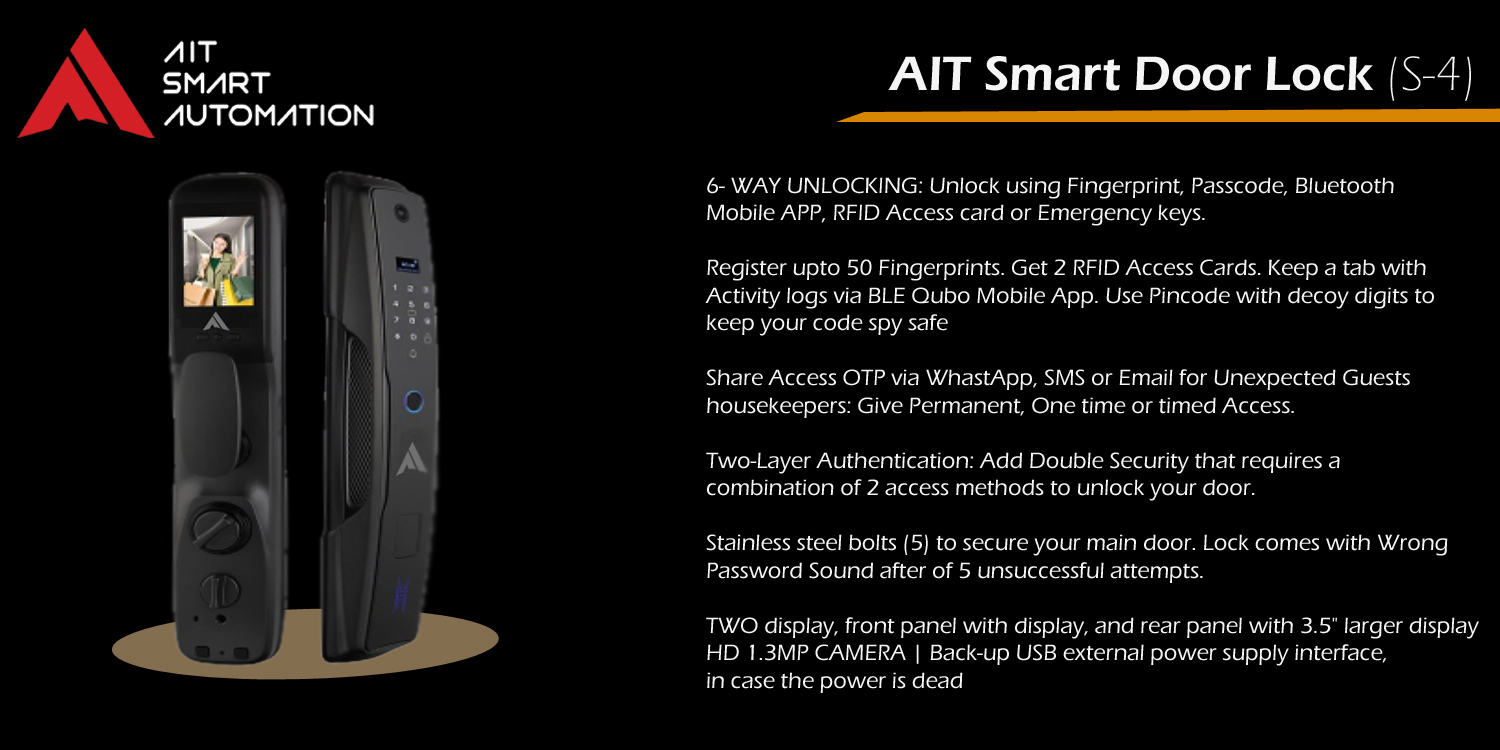 AIT
SMART
AUTOMATION
AIT Smart Door Lock (S-4)
6- WAY UNLOCKING: Unlock using Fingerprint, Passcode, Bluetooth
Mobile APP, RFID Access card or Emergency keys.
Register upto 50 Fingerprints. Get 2 RFID Access Cards. Keep a tab with
Activity logs via BLE Qubo Mobile App. Use Pincode with decoy digits to
keep your code spy safe
Share Access OTP via WhastApp, SMS or Email for Unexpected Guests
housekeepers: Give Permanent, One time or timed Access.
Two-Layer Authentication: Add Double Security that requires a
combination of 2 access methods to unlock your door.
Stainless steel bolts (5) to secure your main door. Lock comes with Wrong
Password Sound after of 5 unsuccessful attempts.
TWO display, front panel with display, and rear panel with 3.5" larger display
HD 1.3MP CAMERA | Back-up USB external power supply interface,
in case the power is dead